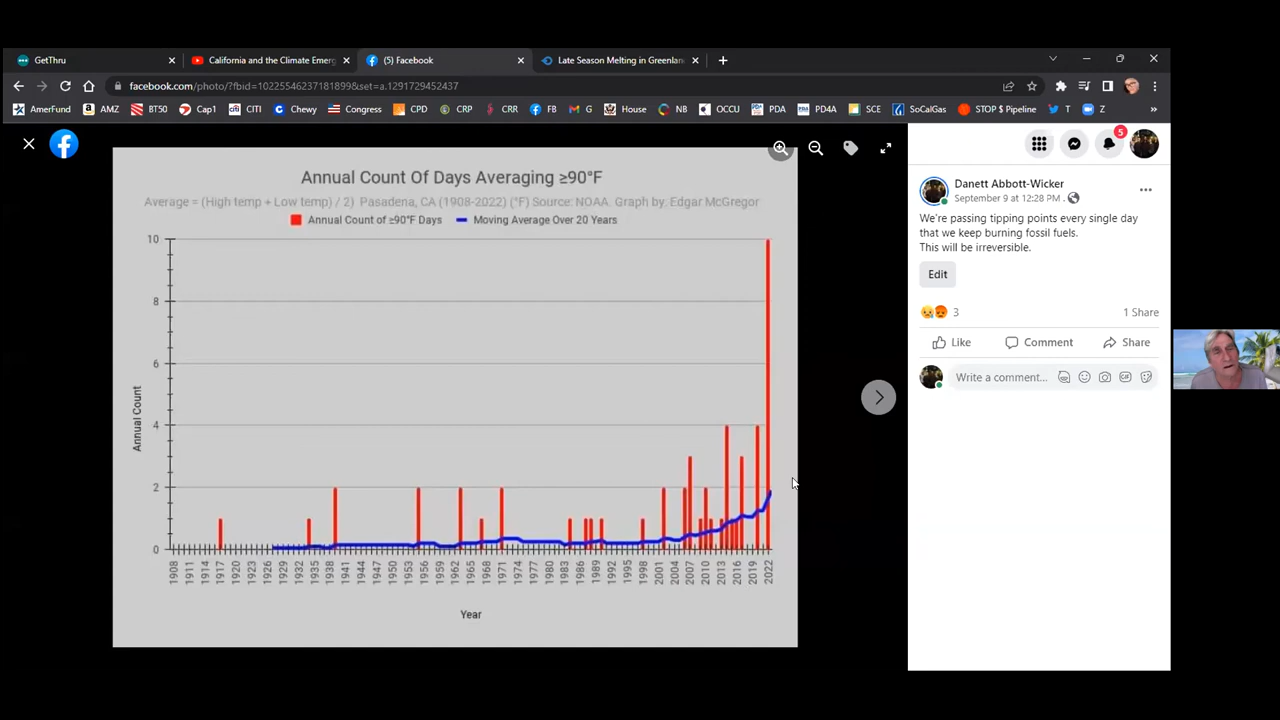 GetThru
California and the Climate Emerg
(5) Facebook
Late Season Melting in Greenlan
facebook.com/photo/?fbid=10225546237181899&set=a.1291729452437
AmerFund AMZ BT50 Cap1 CITI Chewy Congress CPD CRP CRR FB G House NB OCCU PDA PD4A SCE SoCalGas STOP $ Pipeline T Z »
5
Annual Count Of Days Averaging ≥90°F
Average = (High temp + Low temp) / 2) Pasadena, CA (1908-2022) (°F) Source: NOAA. Graph by: Edgar McGregor
Annual Count of ≥90°F Days Moving Average Over 20 Years
10
8
6
4
2
0
Annual Count
1908 1911 1914 1917 1920 1923 1926 1929 1932 1935 1938 1941 1944 1947 1950 1953 1956 1959 1962 1965 1968 1971 1974 1977 1980 1983 1986 1989 1992 1995 1998 2001 2004 2007 2010 2013 2016 2019 2022
Year
Danett Abbott-Wicker
September 9 at 12:28 PM ·
We're passing tipping points every single day
that we keep burning fossil fuels.
This will be irreversible.
Edit
3 1 Share
Like Comment Share
Write a comment...